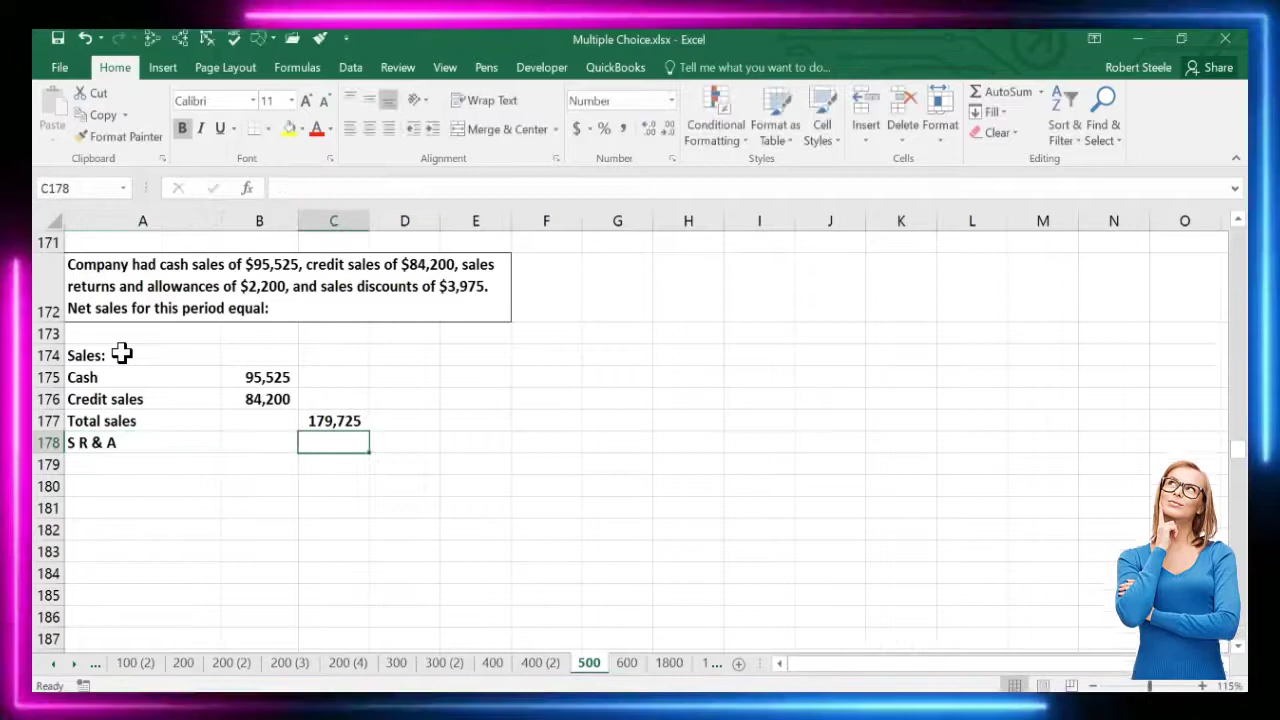 Multiple Choice.xlsx - Excel
File Home Insert Page Layout Formulas Data Review View Pens Developer QuickBooks Tell me what you want to do... Robert Steele Share
Paste
Cut
Copy
Format Painter
Clipboard
Calibri 11
B I U
Font
Wrap Text
Merge & Center
Alignment
Number
$ % ,
Number
Conditional Formatting
Format as Table
Cell Styles
Styles
Insert Delete Format
Cells
AutoSum
Fill
Clear
Sort & Filter
Find & Select
Editing
C178 fx
A B C D E F G H I J K L M N O
171
172 Company had cash sales of $95,525, credit sales of $84,200, sales
returns and allowances of $2,200, and sales discounts of $3,975.
Net sales for this period equal:
173
174 Sales:
175 Cash 95,525
176 Credit sales 84,200
177 Total sales 179,725
178 S R & A
179
180
181
182
183
184
185
186
187
... 100 (2) 200 200 (2) 200 (3) 200 (4) 300 300 (2) 400 400 (2) 500 600 1800 1 ...
Ready 115%